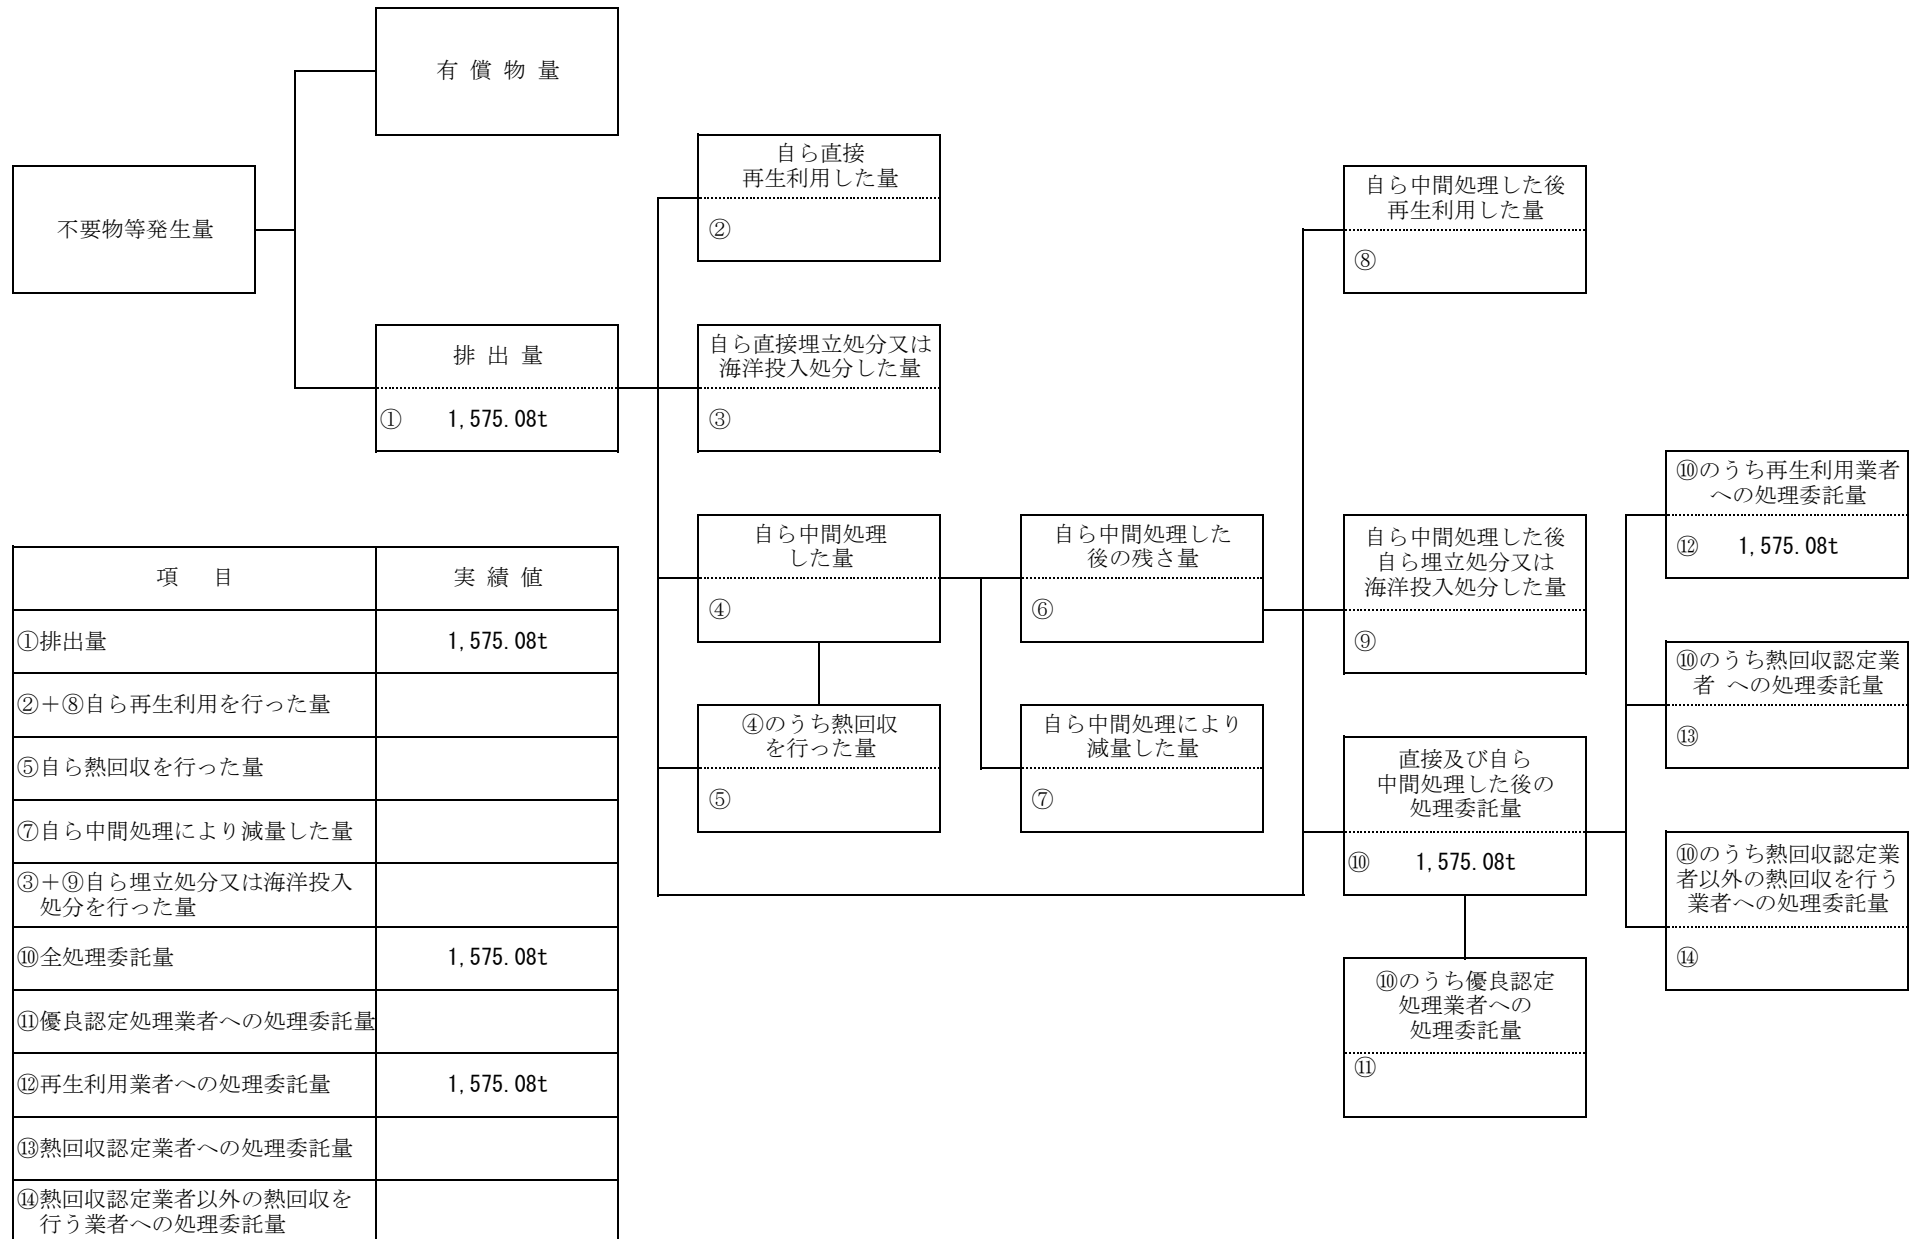 有 償 物 量
不要物等発生量
排 出 量
① 1,575.08t
自ら直接
再生利用した量
②
自ら直接埋立処分又は
海洋投入処分した量
③
自ら中間処理
した量
④
④のうち熱回収
を行った量
⑤
自ら中間処理した
後の残さ量
⑥
自ら中間処理により
減量した量
⑦
自ら中間処理した後
再生利用した量
⑧
自ら中間処理した後
自ら埋立処分又は
海洋投入処分した量
⑨
直接及び自ら
中間処理した後の
処理委託量
⑩ 1,575.08t
⑩のうち優良認定
処理業者への
処理委託量
⑪
⑩のうち再生利用業者
への処理委託量
⑫ 1,575.08t
⑩のうち熱回収認定業
者 への処理委託量
⑬
⑩のうち熱回収認定業
者以外の熱回収を行う
業者への処理委託量
⑭
項 目 実 績 値
①排出量 1,575.08t
②＋⑧自ら再生利用を行った量
⑤自ら熱回収を行った量
⑦自ら中間処理により減量した量
③＋⑨自ら埋立処分又は海洋投入
処分を行った量
⑩全処理委託量 1,575.08t
⑪優良認定処理業者への処理委託量
⑫再生利用業者への処理委託量 1,575.08t
⑬熱回収認定業者への処理委託量
⑭熱回収認定業者以外の熱回収を
行う業者への処理委託量